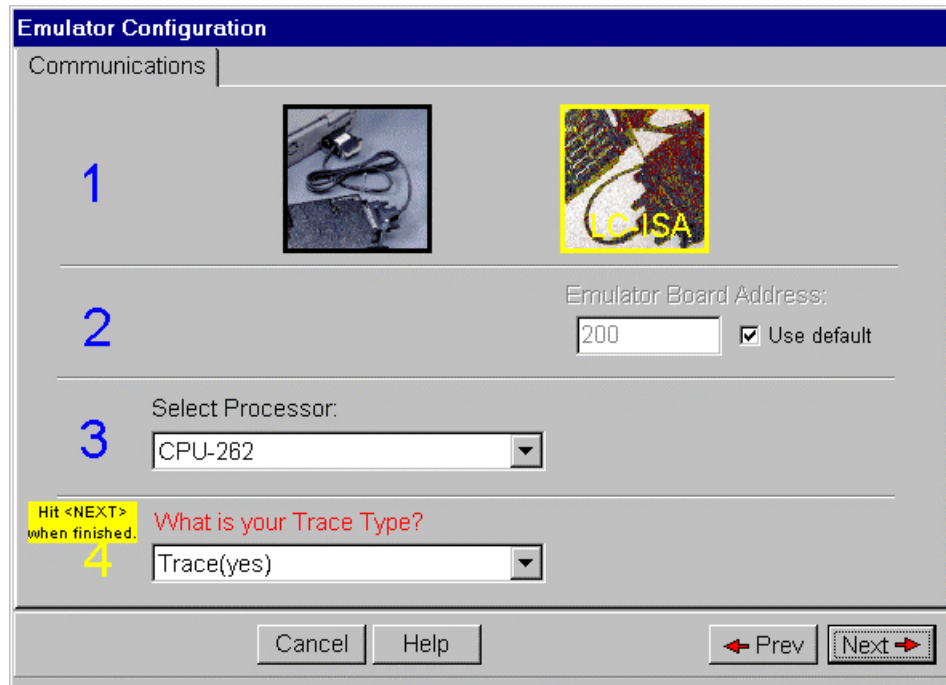 Emulator Configuration
Communications
1
LC-ISA
2
Emulator Board Address:
200
Use default
3
Select Processor:
CPU-262
Hit <NEXT>
when finished.
4
What is your Trace Type?
Trace(yes)
Cancel
Help
Prev
Next